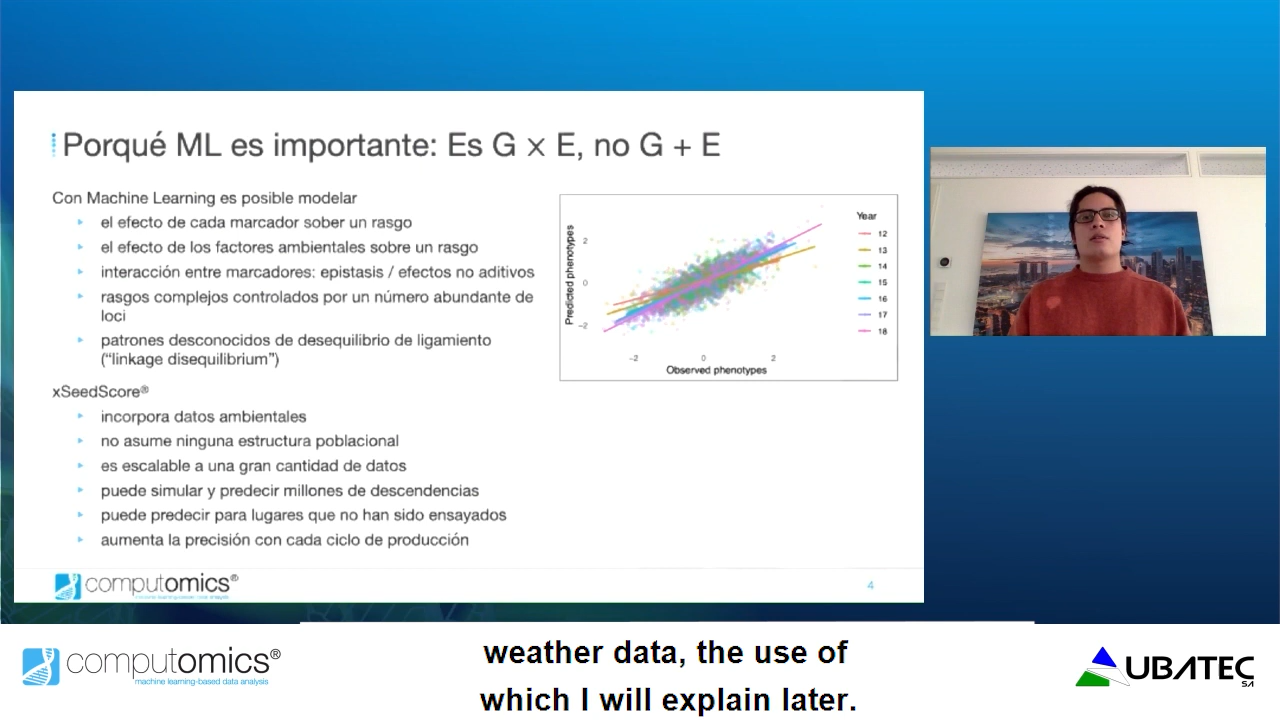 Porqué ML es importante: Es G × E, no G + E
Con Machine Learning es posible modelar
el efecto de cada marcador sober un rasgo
el efecto de los factores ambientales sobre un rasgo
interacción entre marcadores: epistasis / efectos no aditivos
rasgos complejos controlados por un número abundante de
loci
patrones desconocidos de desequilibrio de ligamiento
(“linkage disequilibrium”)
xSeedScore®
incorpora datos ambientales
no asume ninguna estructura poblacional
es escalable a una gran cantidad de datos
puede simular y predecir millones de descendencias
puede predecir para lugares que no han sido ensayados
aumenta la precisión con cada ciclo de producción
Predicted phenotypes
2
0
−2
−2 0 2
Observed phenotypes
Year
12
13
14
15
16
17
18
computomics®
4
computomics®
machine learning-based data analysis
weather data, the use of
which I will explain later.
UBATEC
SA